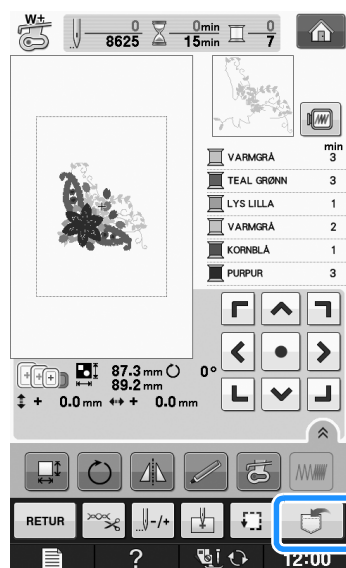 W+
0 0min 0
8625 15min 7
min
VARMGRÅ 3
TEAL GRØNN 3
LYS LILLA 1
VARMGRÅ 2
KORNBLÅ 1
PURPUR 3
87.3 mm 0°
89.2 mm
+ 0.0 mm + 0.0 mm
RETUR -/+
? 12:00